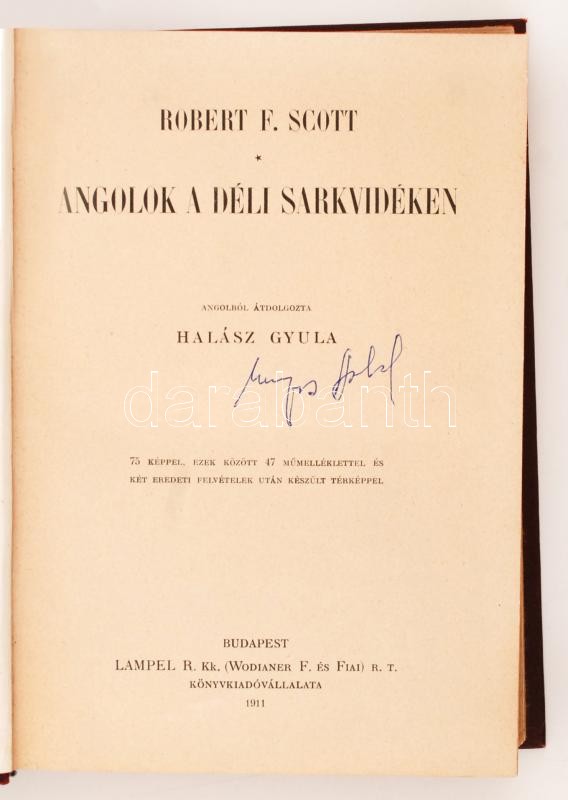 ROBERT F. SCOTT
*
ANGOLOK A DÉLI SARKVIDÉKEN
ANGOLBÓL ÁTDOLGOZTA
HALÁSZ GYULA
darabanth
75 KÉPPEL, EZEK KÖZÖTT 47 MŰMELLÉKLETTEL ÉS
KÉT EREDETI FELVÉTELEK UTÁN KÉSZÜLT TÉRKÉPPEL
BUDAPEST
LAMPEL R. Kk. (WODIANER F. ÉS FIAI) R. T.
KÖNYVKIADÓVÁLLALATA
1911